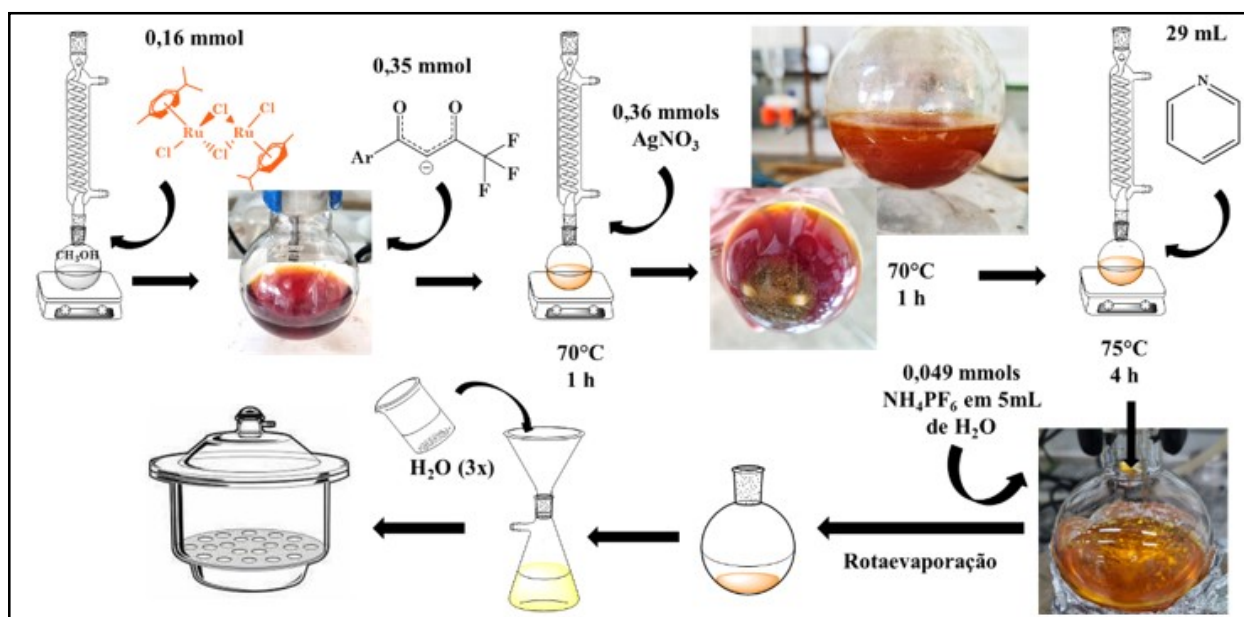 0,16 mmol
Cl
Cl
Ru
Ru
Cl
Cl
CH₃OH
0,35 mmol
O
O
Ar
F
F
F
70°C
1 h
0,36 mmols
AgNO₃
70°C
1 h
29 mL
N
75°C
4 h
0,049 mmols
NH₄PF₆ em 5mL
de H₂O
Rotaevaporação
H₂O (3x)